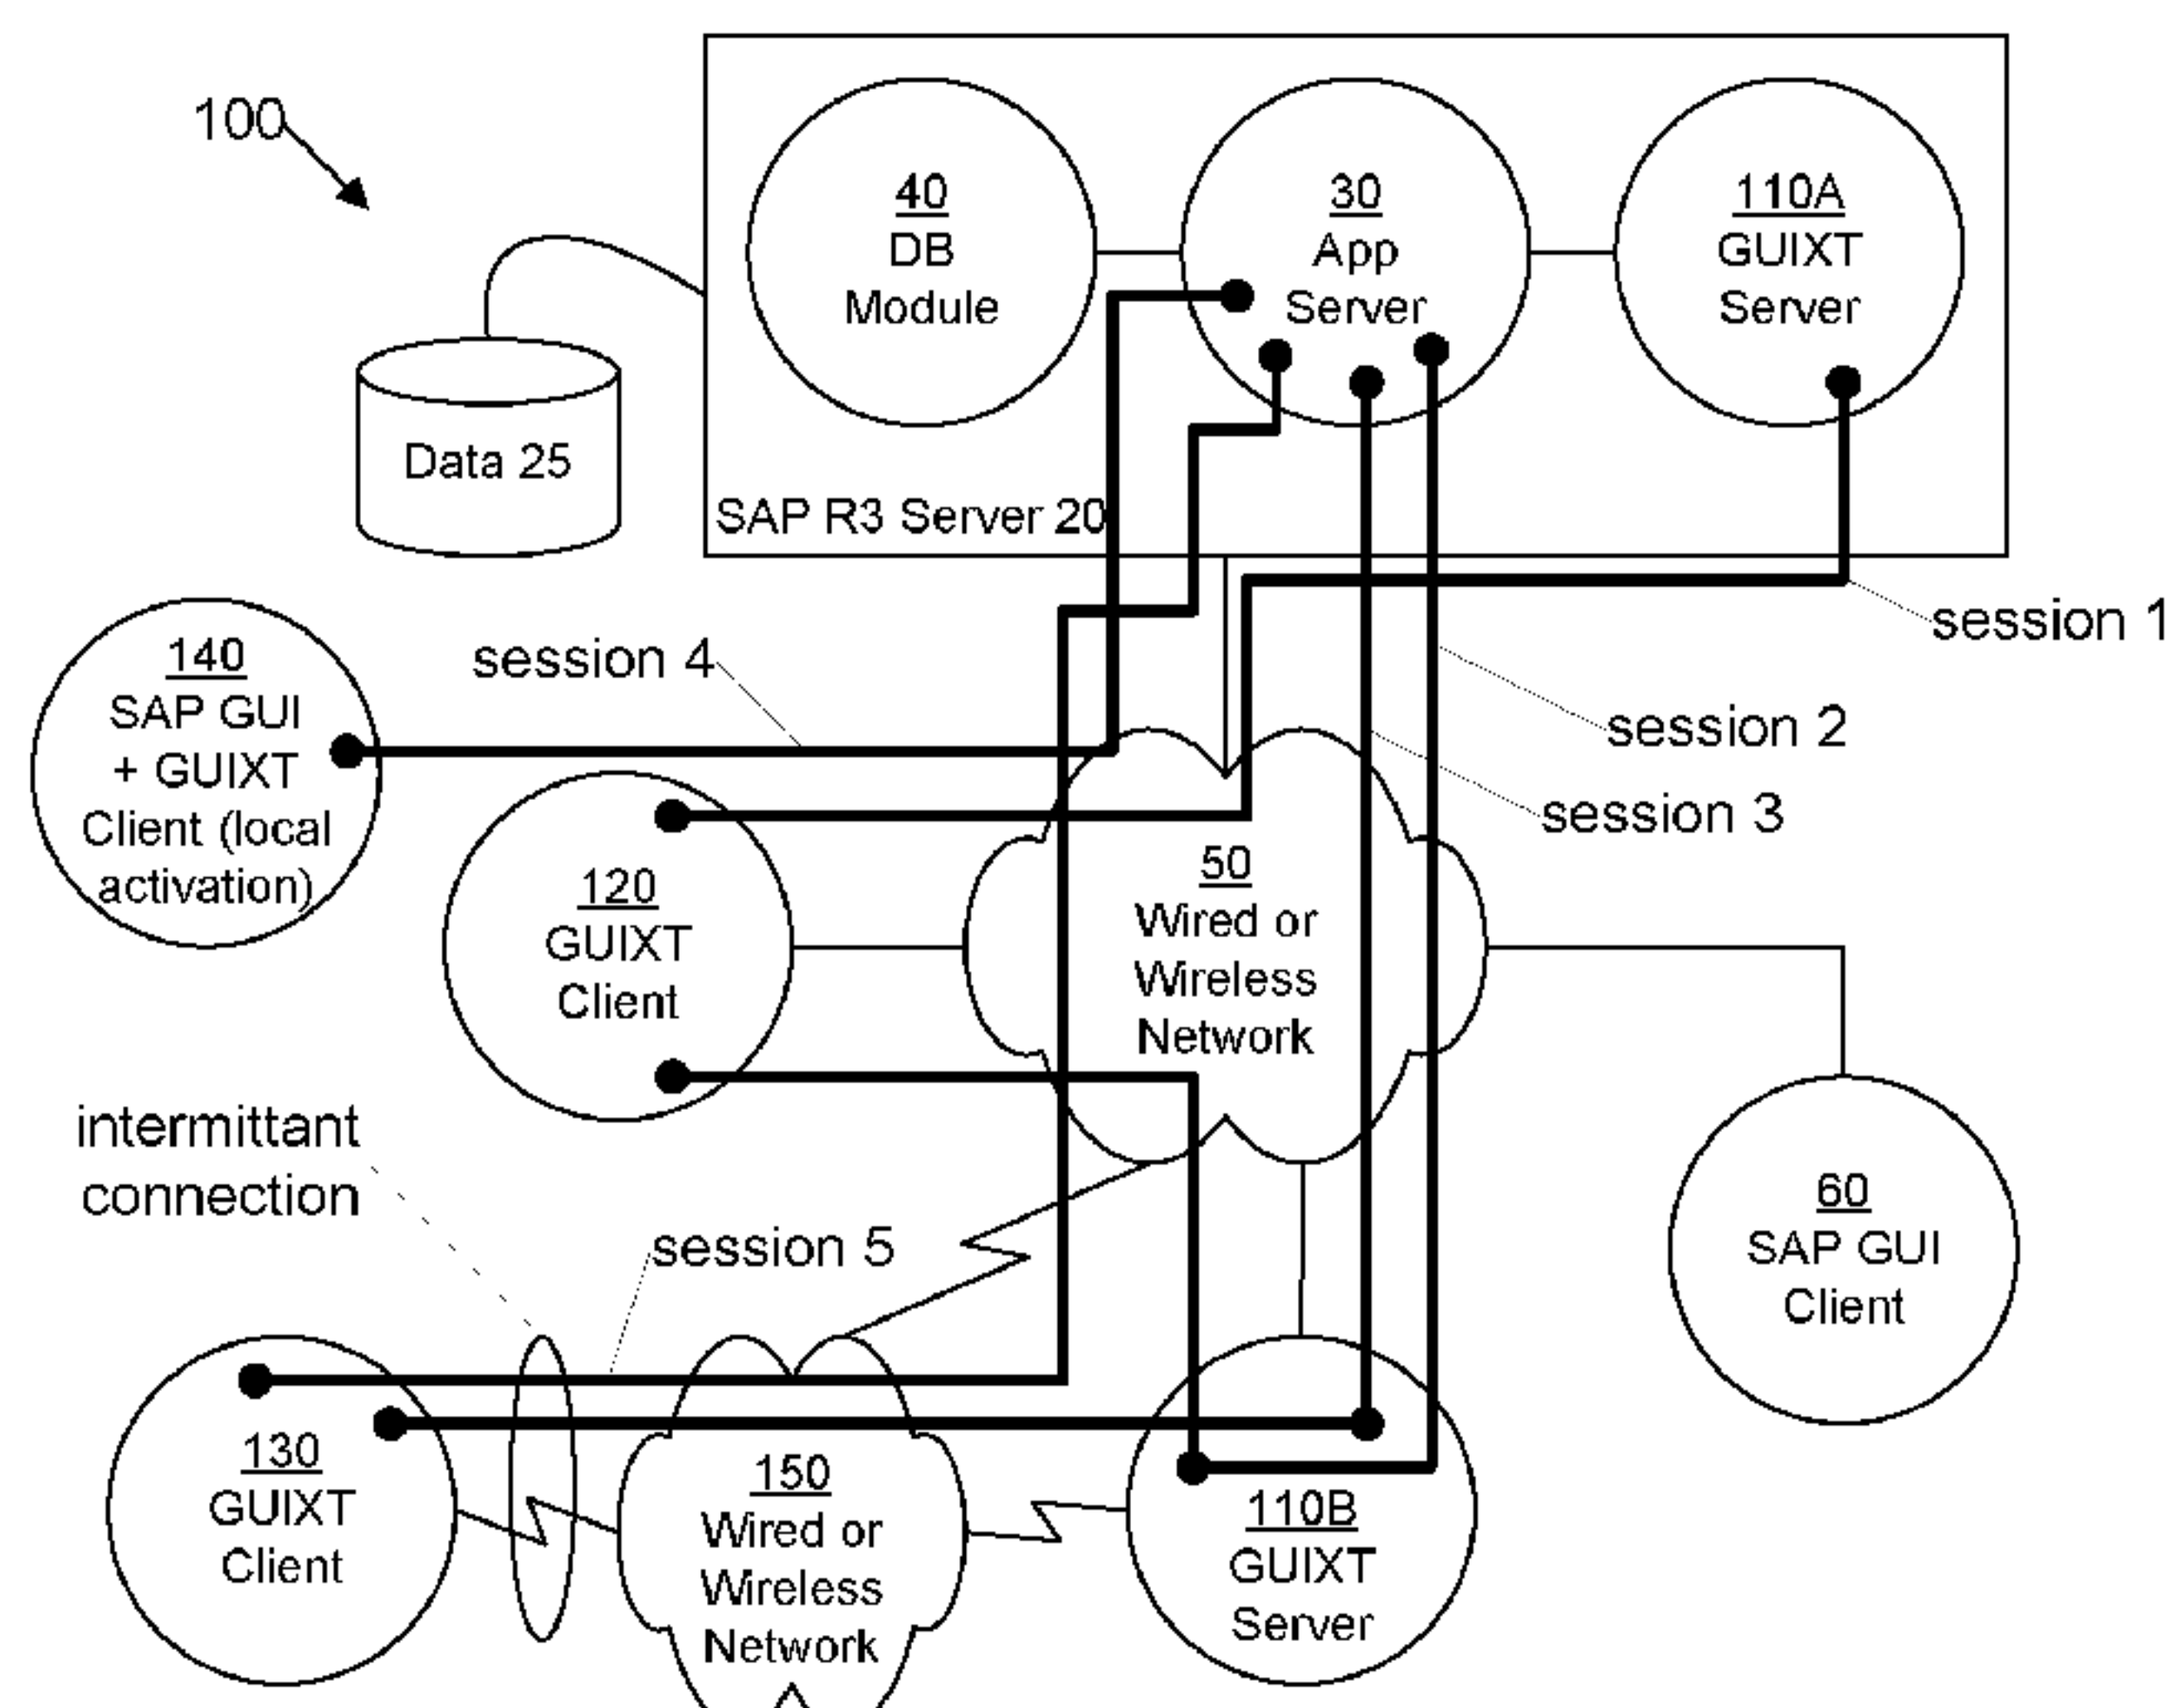 100
40
DB
Module
30
App
Server
110A
GUIXT
Server
Data 25
SAP R3 Server 20
session 1
140
SAP GUI
+ GUIXT
Client (local
activation)
session 4
session 2
session 3
120
GUIXT
Client
50
Wired or
Wireless
Network
intermittant
connection
60
SAP GUI
Client
session 5
130
GUIXT
Client
150
Wired or
Wireless
Network
110B
GUIXT
Server